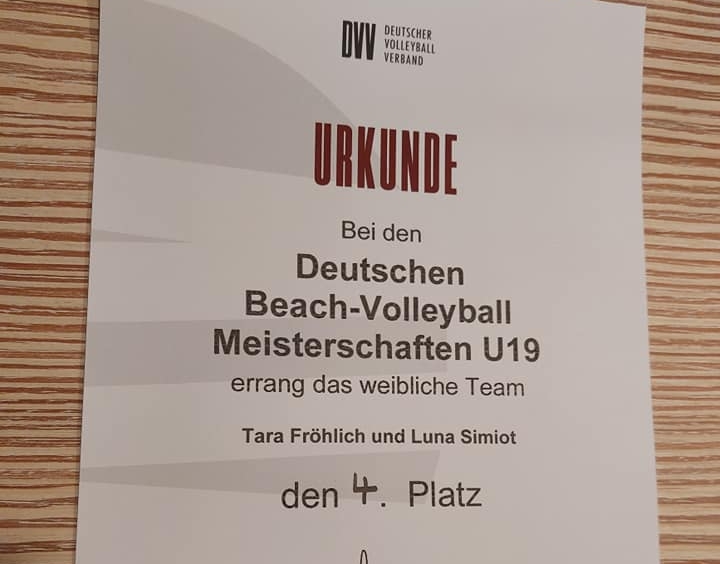 DVV DEUTSCHER
VOLLEYBALL
VERBAND
URKUNDE
Bei den
Deutschen
Beach-Volleyball
Meisterschaften U19
errang das weibliche Team
Tara Fröhlich und Luna Simiot
den 4. Platz